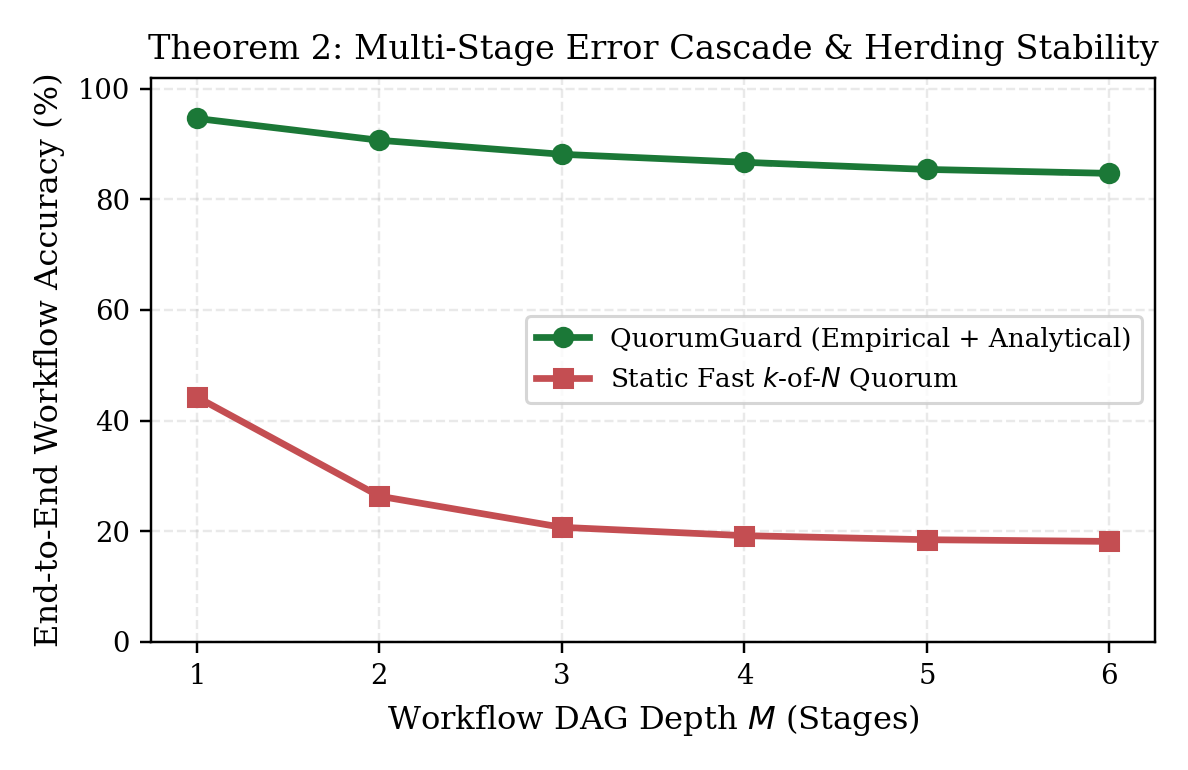 Theorem 2: Multi-Stage Error Cascade & Herding Stability
End-to-End Workflow Accuracy (%)
100
80
60
40
20
0
QuorumGuard (Empirical + Analytical)
Static Fast k-of-N Quorum
1 2 3 4 5 6
Workflow DAG Depth M (Stages)